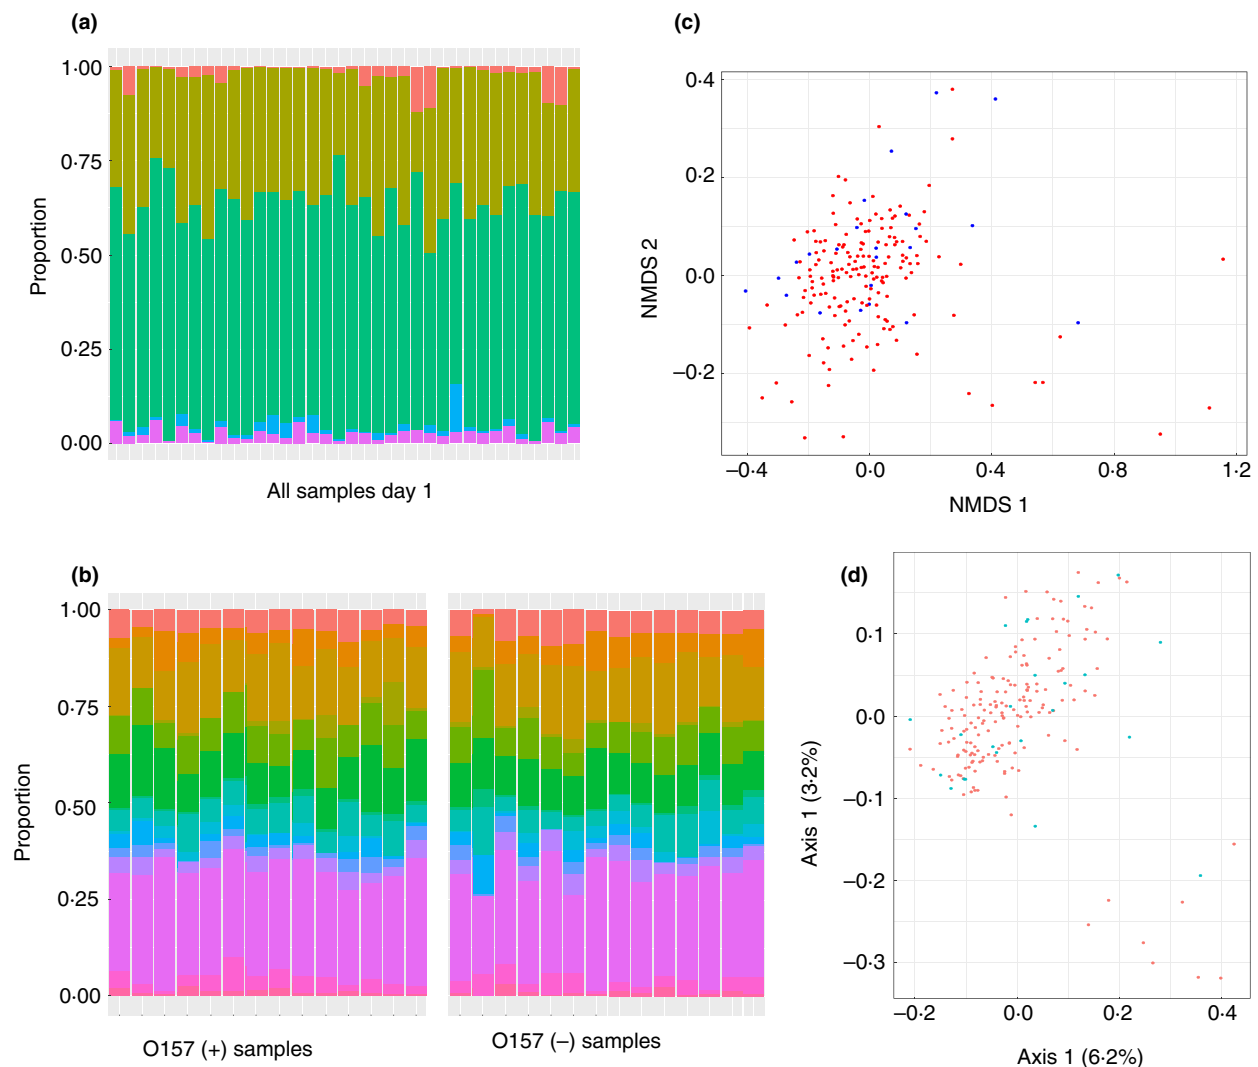 (a)
1·00
0·75
0·50
0·25
0·00
Proportion
All samples day 1
(c)
0·4
0·2
0·0
–0·2
NMDS 2
–0·4
0·0
0·4
0·8
1·2
NMDS 1
(b)
1·00
0·75
0·50
0·25
0·00
Proportion
O157 (+) samples
O157 (–) samples
(d)
0·1
0·0
–0·1
–0·2
–0·3
Axis 1 (3·2%)
–0·2
0·0
0·2
0·4
Axis 1 (6·2%)